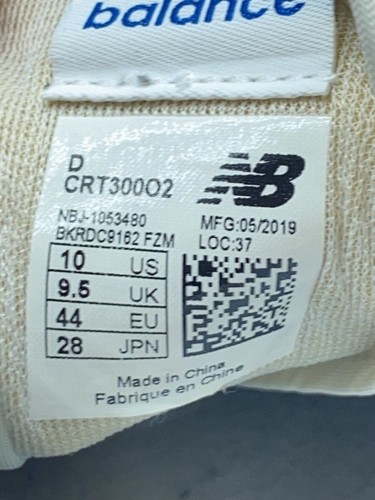 balance
D
CRT300O2
NB
NBJ-1053480
MFG:05/2019
BKRDC9162 FZM
LOC:37
10 US
9.5 UK
44 EU
28 JPN
Made in China
Fabrique en Chine